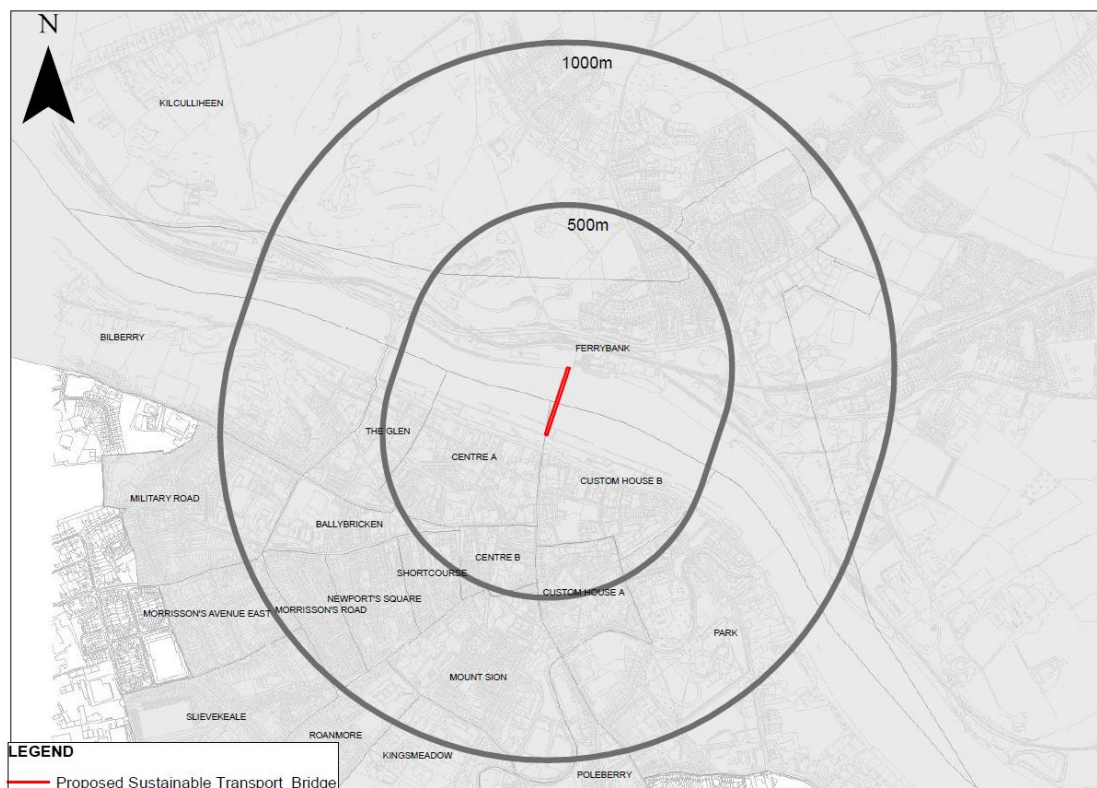 N
1000m
KILCULLIHEEN
500m
BILBERRY
FERRYBANK
THE GLEN
CENTRE A
CUSTOM HOUSE B
MILITARY ROAD
BALLYBRICKEN
CENTRE B
SHORTCOURSE
CUSTOM HOUSE A
NEWPORT'S SQUARE
MORRISSON'S AVENUE EAST
MORRISSON'S ROAD
PARK
MOUNT SION
SLIEVEKEALE
ROANMORE
KINGSMEADOW
POLEBERRY
LEGEND
Proposed Sustainable Transport Bridge